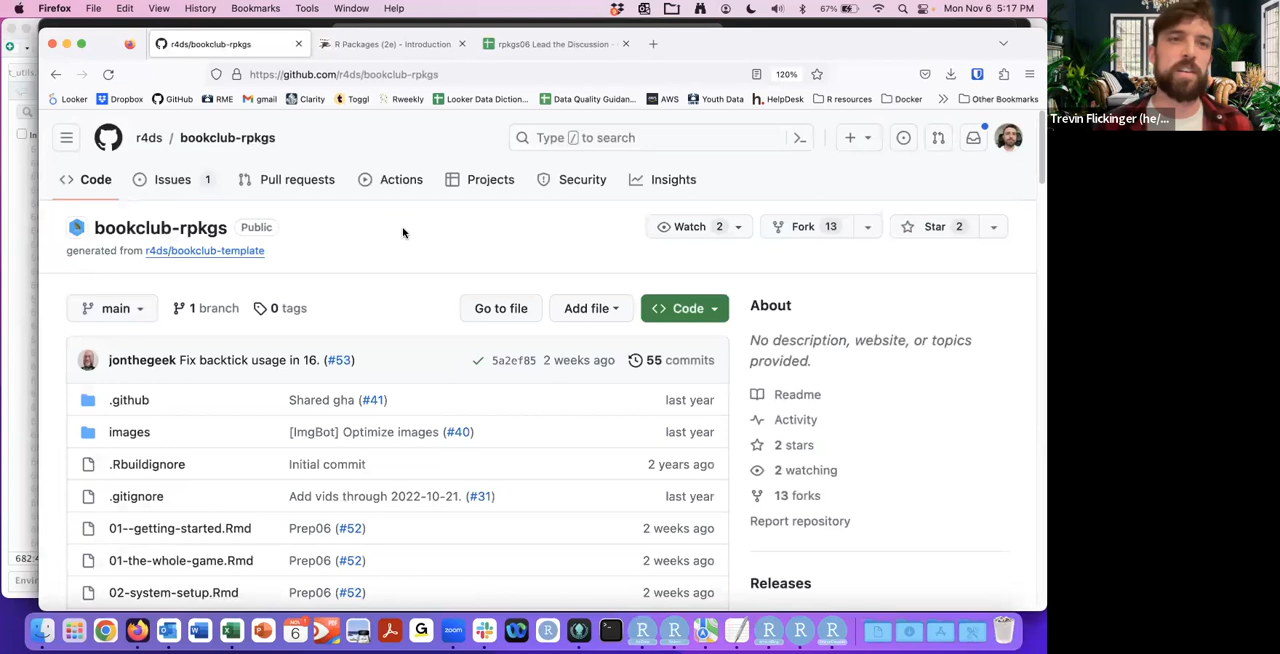 Firefox File Edit View History Bookmarks Tools Window Help 67% Mon Nov 6 5:17 PM
r4ds/bookclub-rpkgs R Packages (2e) - Introduction rpkgs06 Lead the Discussion -
https://github.com/r4ds/bookclub-rpkgs 120%
Looker Dropbox GitHub RME gmail Clarity Toggl Rweekly Looker Data Diction... Data Quality Guidan... AWS Youth Data HelpDesk R resources Docker Other Bookmarks
Trevin Flickinger (he/...
r4ds / bookclub-rpkgs Type / to search
Code Issues 1 Pull requests Actions Projects Security Insights
bookclub-rpkgs Public Watch 2 Fork 13 Star 2
generated from r4ds/bookclub-template
main 1 branch 0 tags Go to file Add file Code About
No description, website, or topics
provided.
jonthegeek Fix backtick usage in 16. (#53) 5a2ef85 2 weeks ago 55 commits
.github Shared gha (#41) last year
images [ImgBot] Optimize images (#40) last year
.Rbuildignore Initial commit 2 years ago
.gitignore Add vids through 2022-10-21. (#31) last year
01--getting-started.Rmd Prep06 (#52) 2 weeks ago
01-the-whole-game.Rmd Prep06 (#52) 2 weeks ago
02-system-setup.Rmd Prep06 (#52) 2 weeks ago
Readme
Activity
2 stars
2 watching
13 forks
Report repository
Releases
t_utils.
In
682:
Envir
NOV
6
zoom